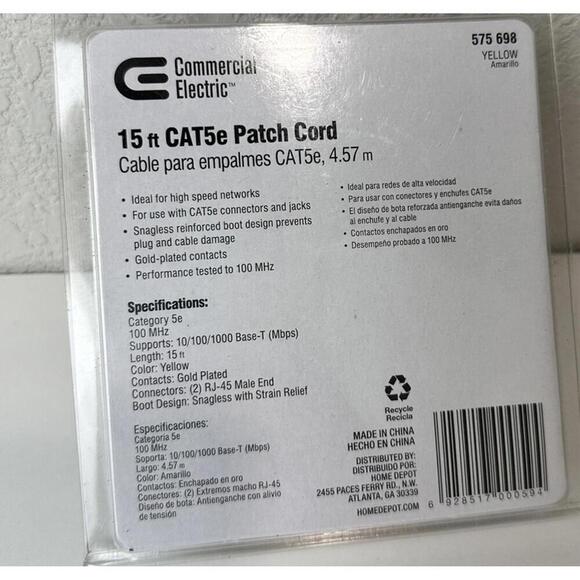 Commercial
Electric™
575 698
YELLOW
Amarillo
15 ft CAT5e Patch Cord
Cable para empalmes CAT5e, 4.57 m
• Ideal for high speed networks
• For use with CAT5e connectors and jacks
• Snagless reinforced boot design prevents
plug and cable damage
• Gold-plated contacts
• Performance tested to 100 MHz
• Ideal para redes de alta velocidad
• Para usar con conectores y enchufes CAT5e
• El diseño de bota reforzada antienganche evita daños
al enchufe y al cable
• Contactos enchapados en oro
• Desempeño probado a 100 MHz
Specifications:
Category 5e
100 MHz
Supports: 10/100/1000 Base-T (Mbps)
Length: 15 ft
Color: Yellow
Contacts: Gold Plated
Connectors: (2) RJ-45 Male End
Boot Design: Snagless with Strain Relief
Especificaciones:
Categoria 5e
100 MHz
Soporta: 10/100/1000 Base-T (Mbps)
Largo: 4.57 m
Color: Amarillo
Contactos: Enchapado en oro
Conectores: (2) Extremos macho RJ-45
Diseño de bota: Antienganche con alivio
de tensión
Recycle
Recicla
MADE IN CHINA
HECHO EN CHINA
DISTRIBUTED BY:
DISTRIBUIDO POR:
HOME DEPOT
2455 PACES FERRY RD., N.W.
ATLANTA, GA 30339
HOMEDEPOT.COM
6 928517 000594